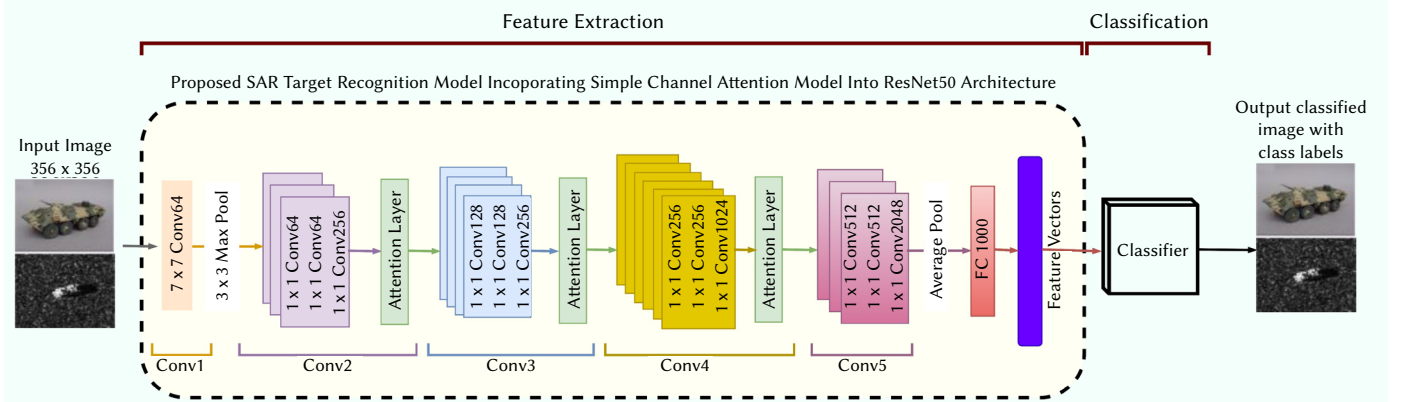 Feature Extraction
Classification
Proposed SAR Target Recognition Model Incoporating Simple Channel Attention Model Into ResNet50 Architecture
Input Image
356 x 356
7 x 7 Conv64
3 x 3 Max Pool
1 x 1 Conv64
1 x 1 Conv64
1 x 1 Conv256
Attention Layer
1 x 1 Conv128
1 x 1 Conv128
1 x 1 Conv256
Attention Layer
1 x 1 Conv256
1 x 1 Conv256
1 x 1 Conv1024
Attention Layer
1 x 1 Conv512
1 x 1 Conv512
1 x 1 Conv2048
Average Pool
FC 1000
Feature Vectors
Classifier
Output classified
image with
class labels
Conv1
Conv2
Conv3
Conv4
Conv5